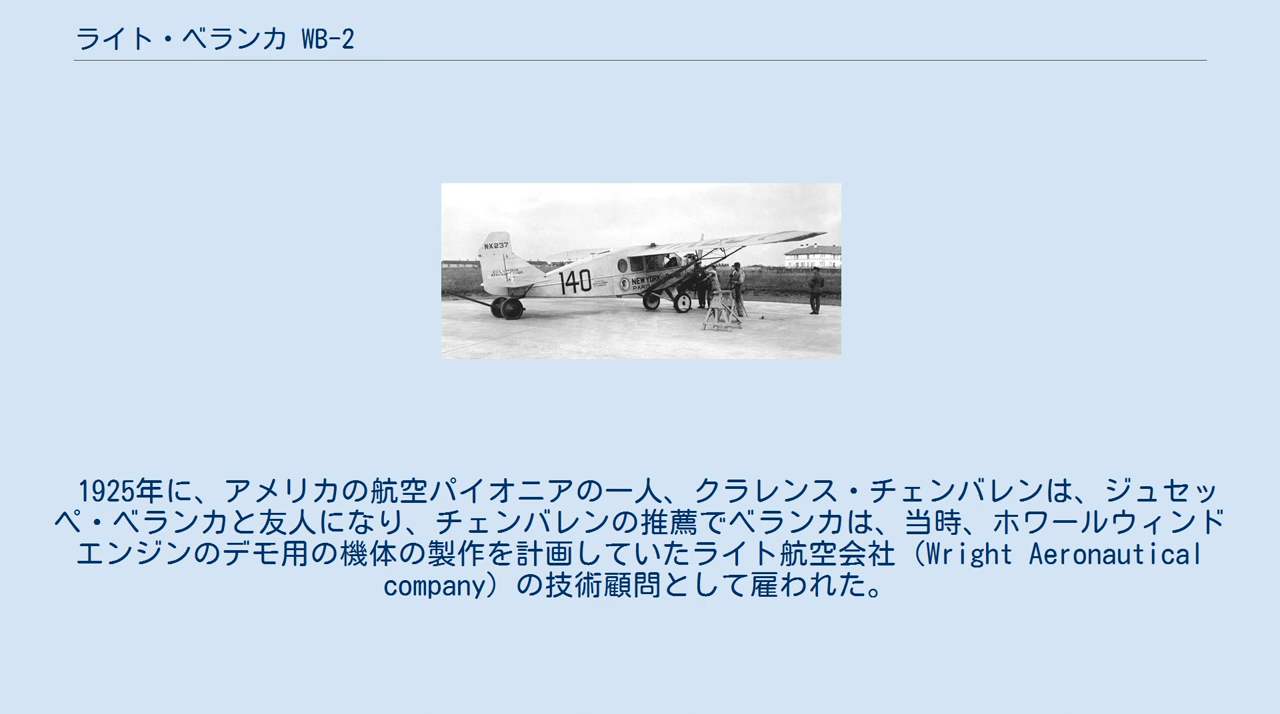 ライト・ベランカ WB-2
NX237
140
NEW YORK
1925年に、アメリカの航空パイオニアの一人、クラレンス・チェンバレンは、ジュセッ
ペ・ベランカと友人になり、チェンバレンの推薦でベランカは、当時、ホワールウィンド
エンジンのデモ用の機体の製作を計画していたライト航空会社（Wright Aeronautical
company）の技術顧問として雇われた。